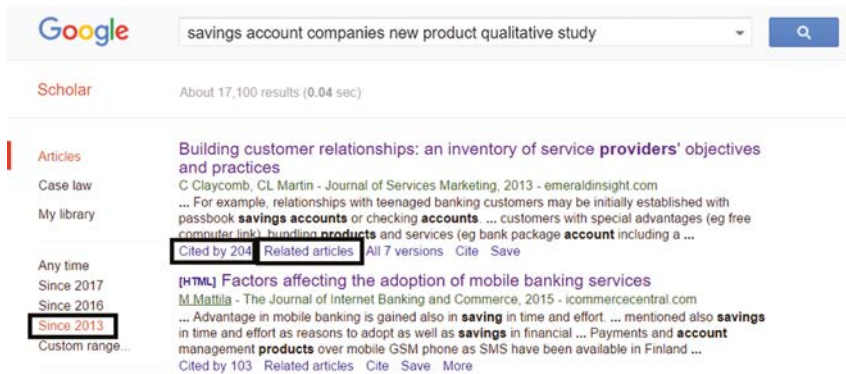 Google
savings account companies new product qualitative study
Scholar
About 17,100 results (0.04 sec)
Articles
Case law
My library
Any time
Since 2017
Since 2016
Since 2013
Custom range...
Building customer relationships: an inventory of service providers' objectives
and practices
C Claycomb, CL Martin - Journal of Services Marketing, 2013 - emeraldinsight.com
... For example, relationships with teenaged banking customers may be initially established with
passbook savings accounts or checking accounts. ... customers with special advantages (eg free
computer link), bundling products and services (eg bank package account including a ...
Cited by 204 Related articles All 7 versions Cite Save
[HTML] Factors affecting the adoption of mobile banking services
M Mattila - The Journal of Internet Banking and Commerce, 2015 - icommercecentral.com
... Advantage in mobile banking is gained also in saving in time and effort. ... mentioned also savings
in time and effort as reasons to adopt as well as savings in financial ... Payments and account
management products over mobile GSM phone as SMS have been available in Finland ...
Cited by 103 Related articles Cite Save More